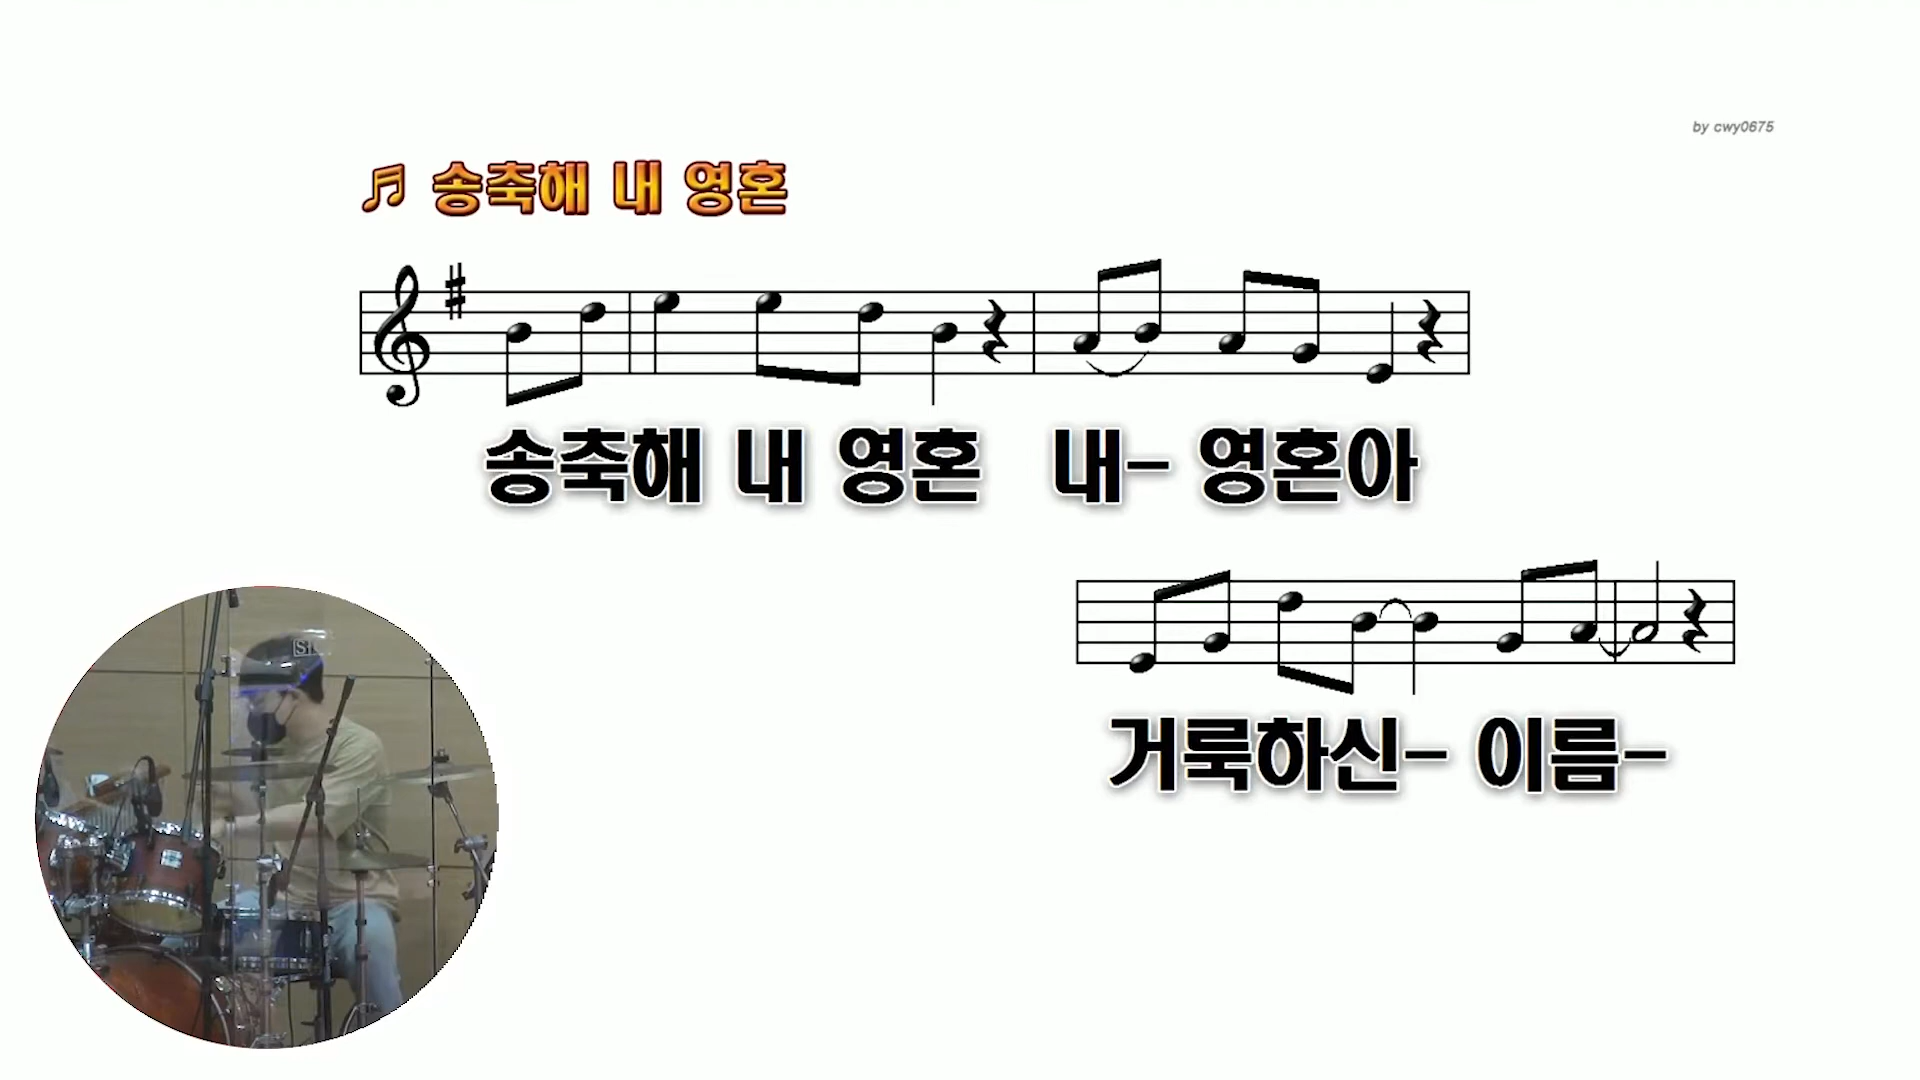 by cwy0675
송축해 내 영혼
송축해 내 영혼 내- 영혼아
거룩하신- 이름-